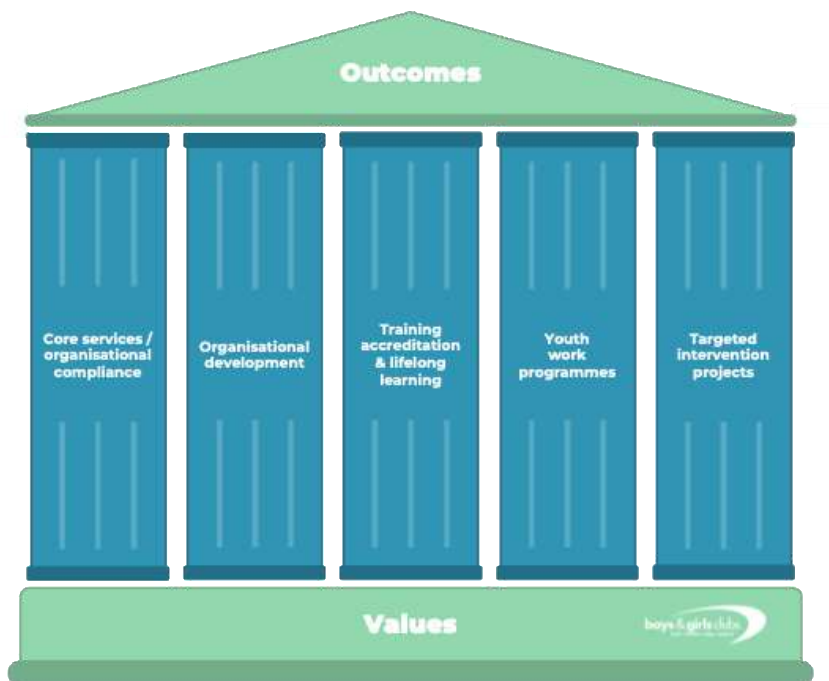 Outcomes
Core services /
organisational
compliance
Organisational
development
Training
accreditation
& lifelong
learning
Youth
work
programmes
Targeted
intervention
projects
Values
boys & girls clubs